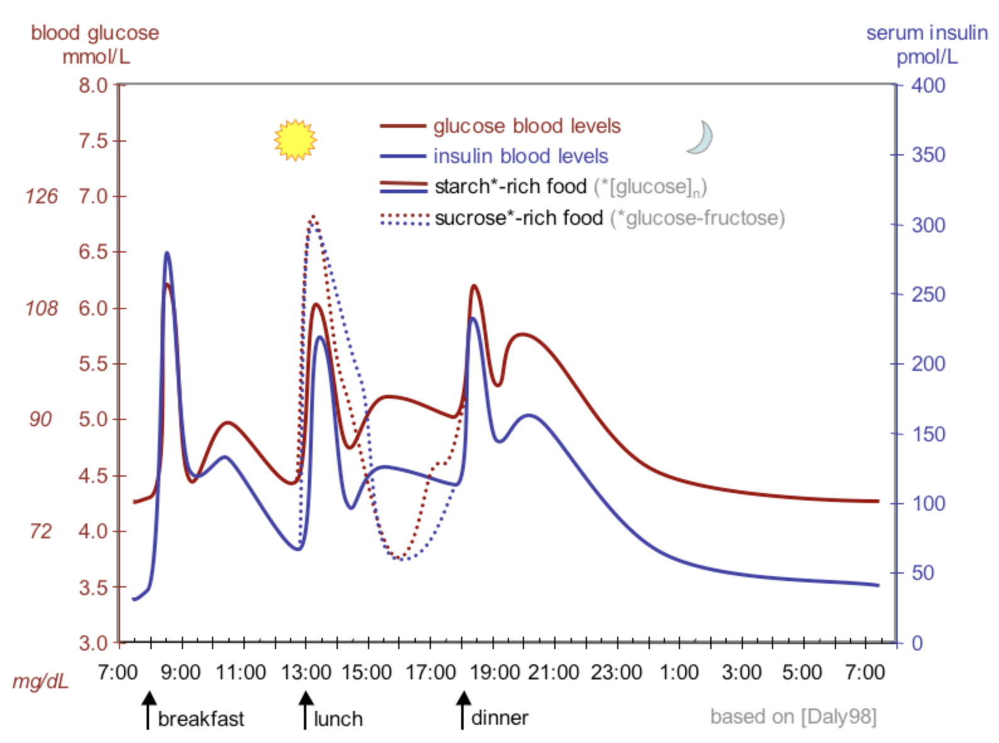 blood glucose
mmol/L
serum insulin
pmol/L
8.0
7.5
126 7.0
6.5
108 6.0
5.5
90 5.0
4.5
72 4.0
3.5
3.0
mg/dL
400
350
300
250
200
150
100
50
0
glucose blood levels
insulin blood levels
starch*-rich food (*[glucose]n)
sucrose*-rich food (*glucose-fructose)
7:00 9:00 11:00 13:00 15:00 17:00 19:00 21:00 23:00 1:00 3:00 5:00 7:00
breakfast lunch dinner
based on [Daly98]